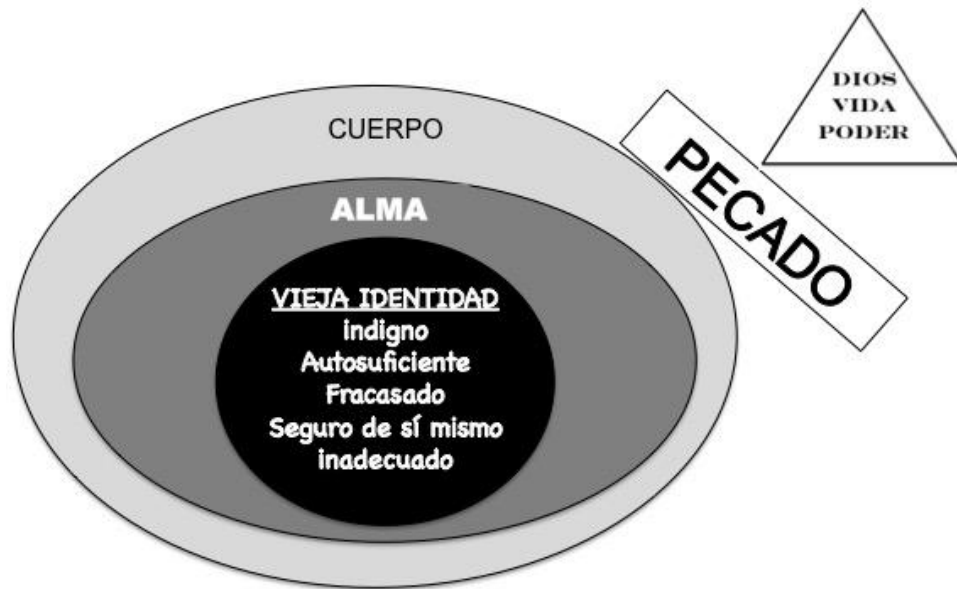 CUERPO
ALMA
VIEJA IDENTIDAD
indigno
Autosuficiente
Fracasado
Seguro de sí mismo
inadecuado
PECADO
DIOS
VIDA
PODER